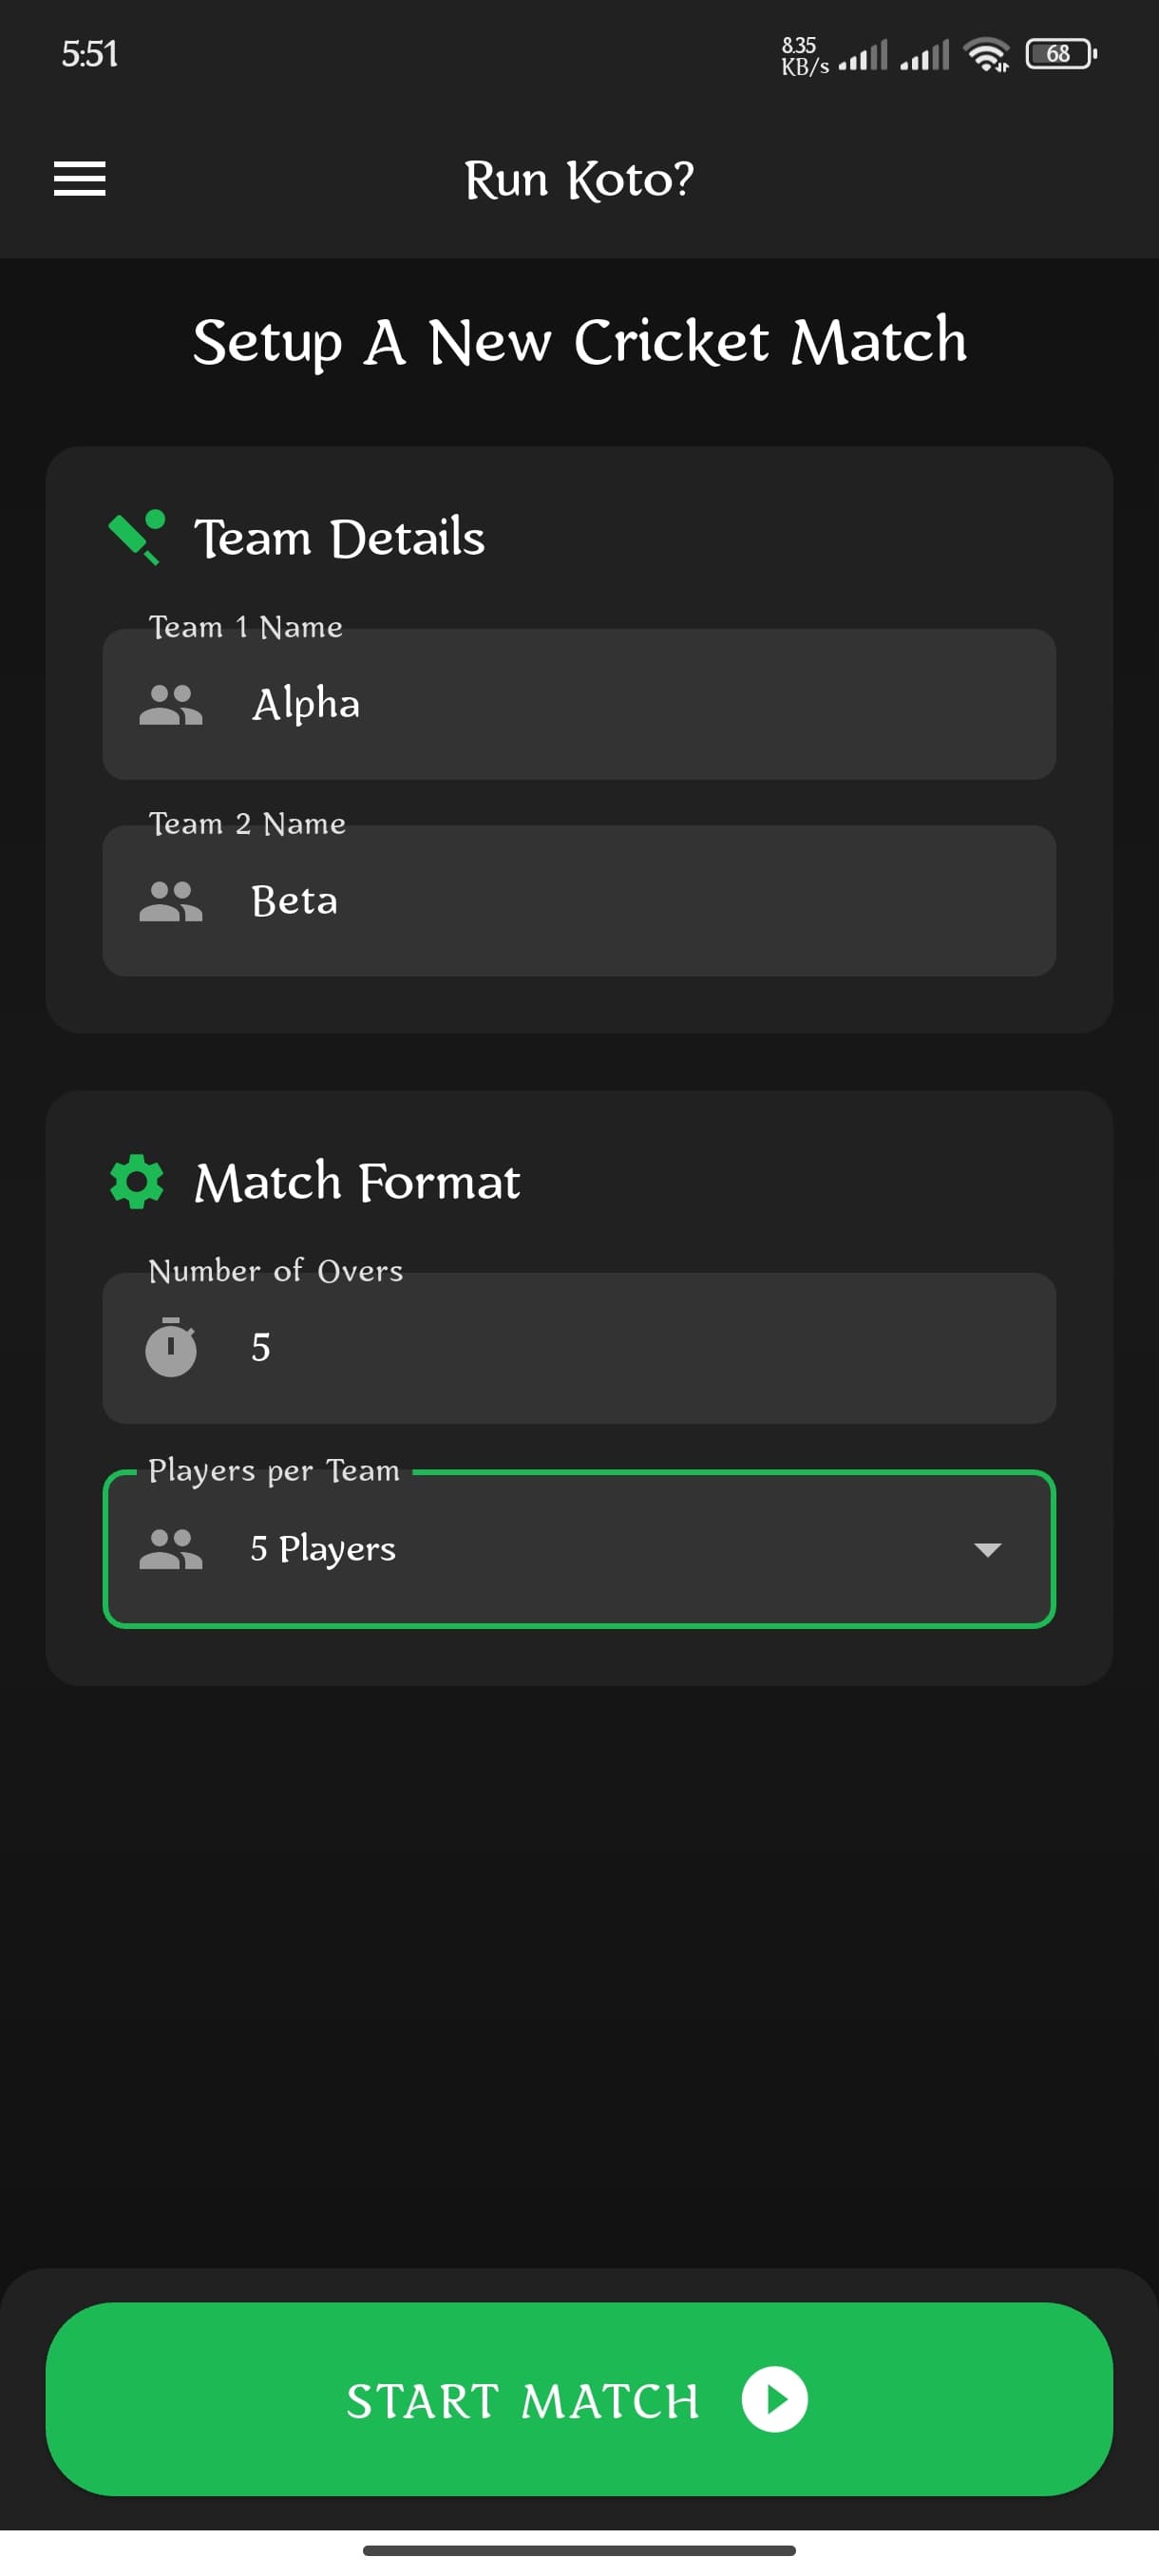 5:51
8.35
KB/s
68
Run Koto?
Setup A New Cricket Match
Team Details
Team 1 Name
Alpha
Team 2 Name
Beta
Match Format
Number of Overs
5
Players per Team
5 Players
START MATCH